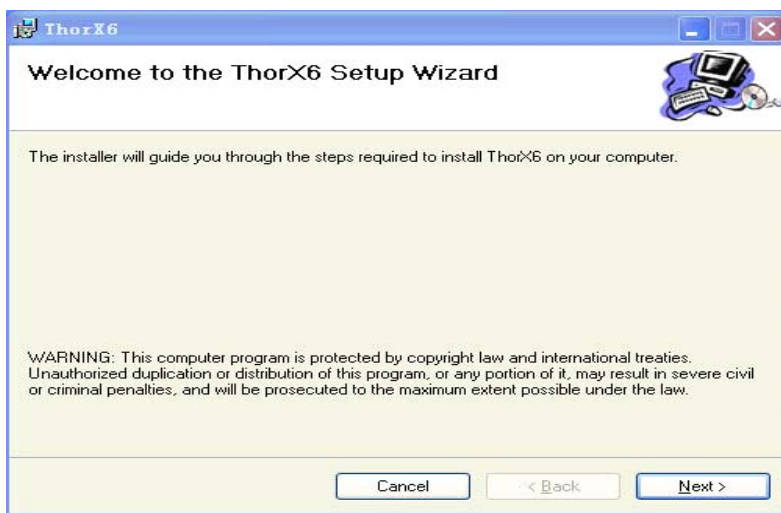 ThorX6
Welcome to the ThorX6 Setup Wizard
The installer will guide you through the steps required to install ThorX6 on your computer.
WARNING: This computer program is protected by copyright law and international treaties.
Unauthorized duplication or distribution of this program, or any portion of it, may result in severe civil
or criminal penalties, and will be prosecuted to the maximum extent possible under the law.
Cancel
< Back
Next >